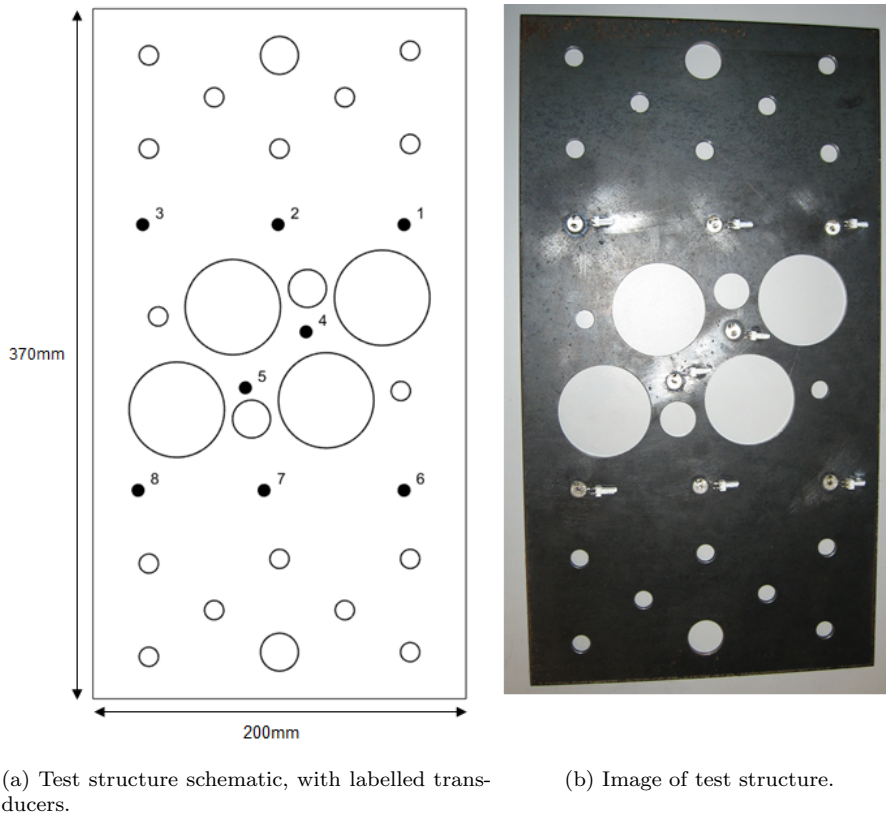 3
2
1
4
370mm
5
8
7
6
200mm
(a) Test structure schematic, with labelled trans-
ducers.
(b) Image of test structure.